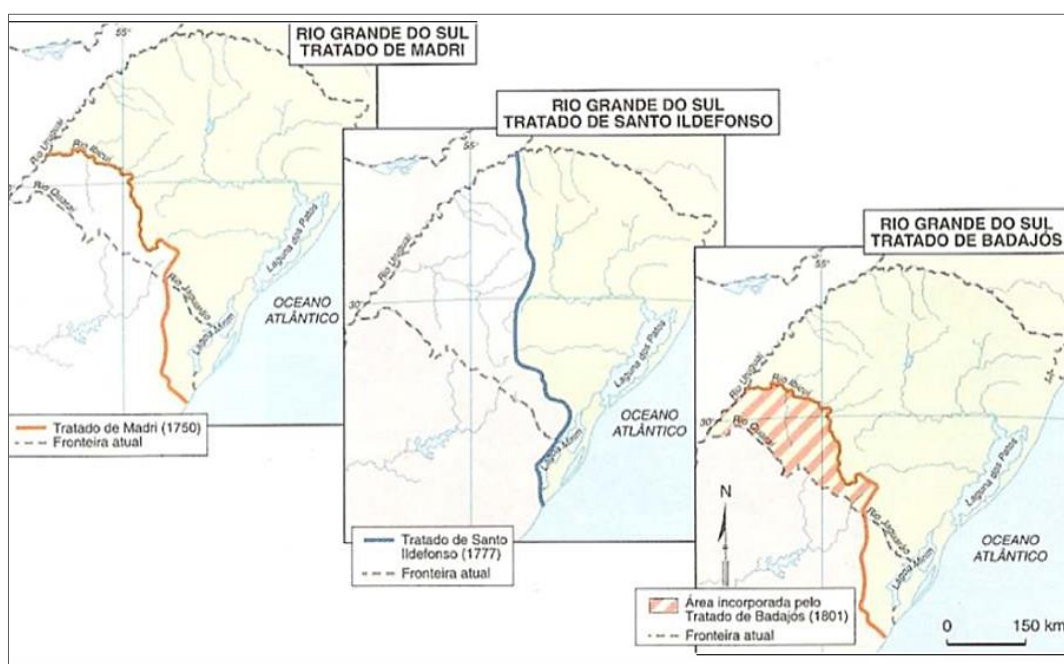 RIO GRANDE DO SUL
TRATADO DE MADRI
55°
Rio Uruguai
Rio Ibicuí
Rio Quaraí
Rio Jaguarão
Lagoa Mirim
Laguna dos Patos
OCEANO
ATLÂNTICO
Tratado de Madri (1750)
Fronteira atual
RIO GRANDE DO SUL
TRATADO DE SANTO ILDEFONSO
55°
Rio Uruguai
30°
Laguna dos Patos
Lagoa Mirim
OCEANO
ATLÂNTICO
Tratado de Santo
Ildefonso (1777)
Fronteira atual
RIO GRANDE DO SUL
TRATADO DE BADAJÓS
55°
Rio Uruguai
Rio Ibicuí
30°
Rio Quaraí
Rio Jaguarão
Lagoa Mirim
Laguna dos Patos
OCEANO
ATLÂNTICO
N
Área incorporada pelo
Tratado de Badajós (1801)
Fronteira atual
0 150 km